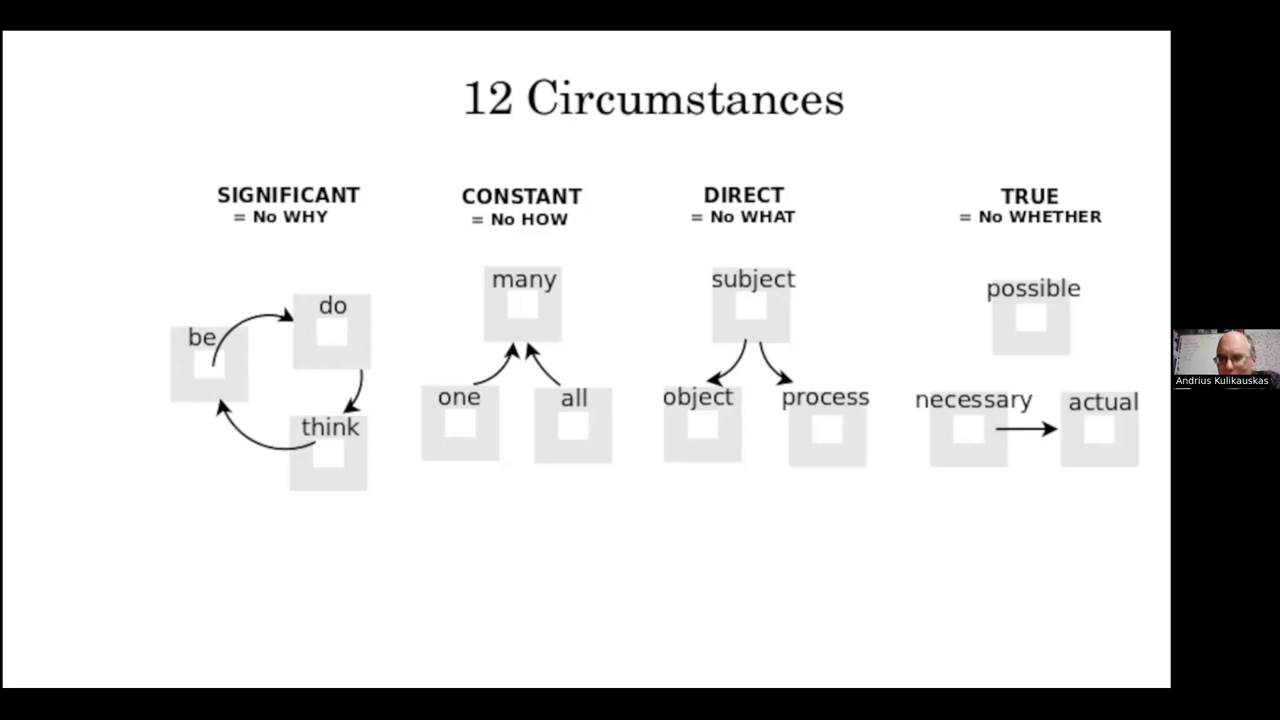 12 Circumstances
SIGNIFICANT
= No WHY
be
do
think
CONSTANT
= No HOW
many
one
all
DIRECT
= No WHAT
subject
object
process
TRUE
= No WHETHER
possible
necessary
actual
Andrius Kulikauskas